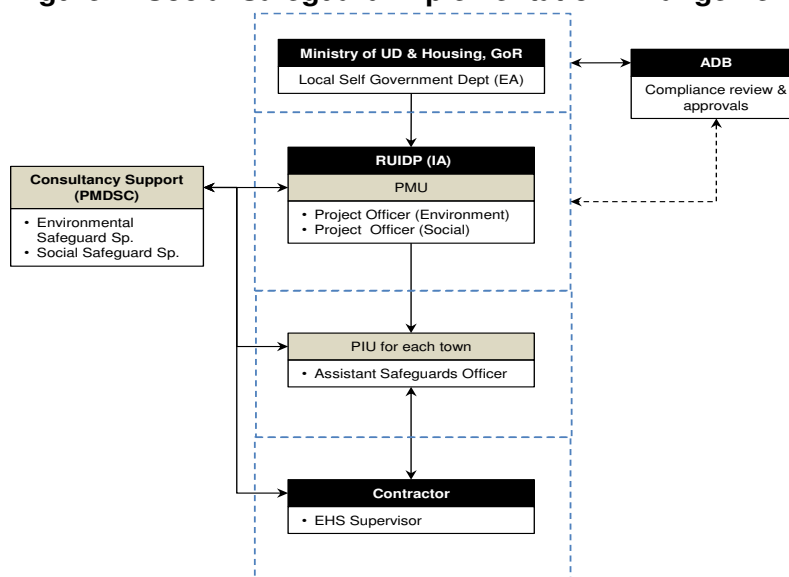 Ministry of UD & Housing, GoR
Local Self Government Dept (EA)
ADB
Compliance review &
approvals
RUIDP (IA)
PMU
• Project Officer (Environment)
• Project Officer (Social)
Consultancy Support
(PMDSC)
• Environmental
Safeguard Sp.
• Social Safeguard Sp.
PIU for each town
• Assistant Safeguards Officer
Contractor
• EHS Supervisor